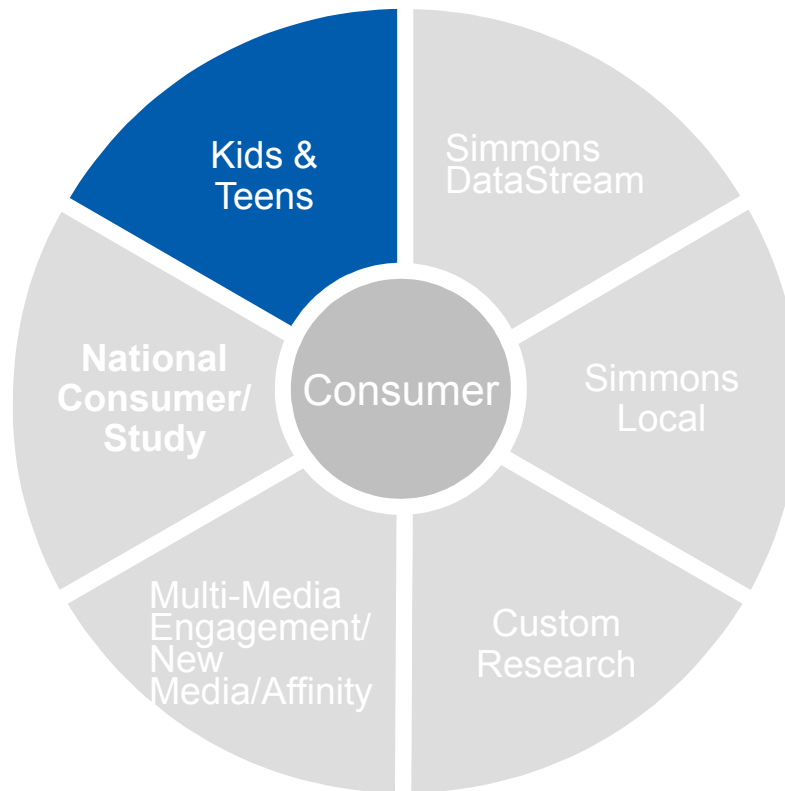 Kids &
Teens
Simmons
DataStream
National
Consumer/
Study
Consumer
Simmons
Local
Multi-Media
Engagement/
New
Media/Affinity
Custom
Research